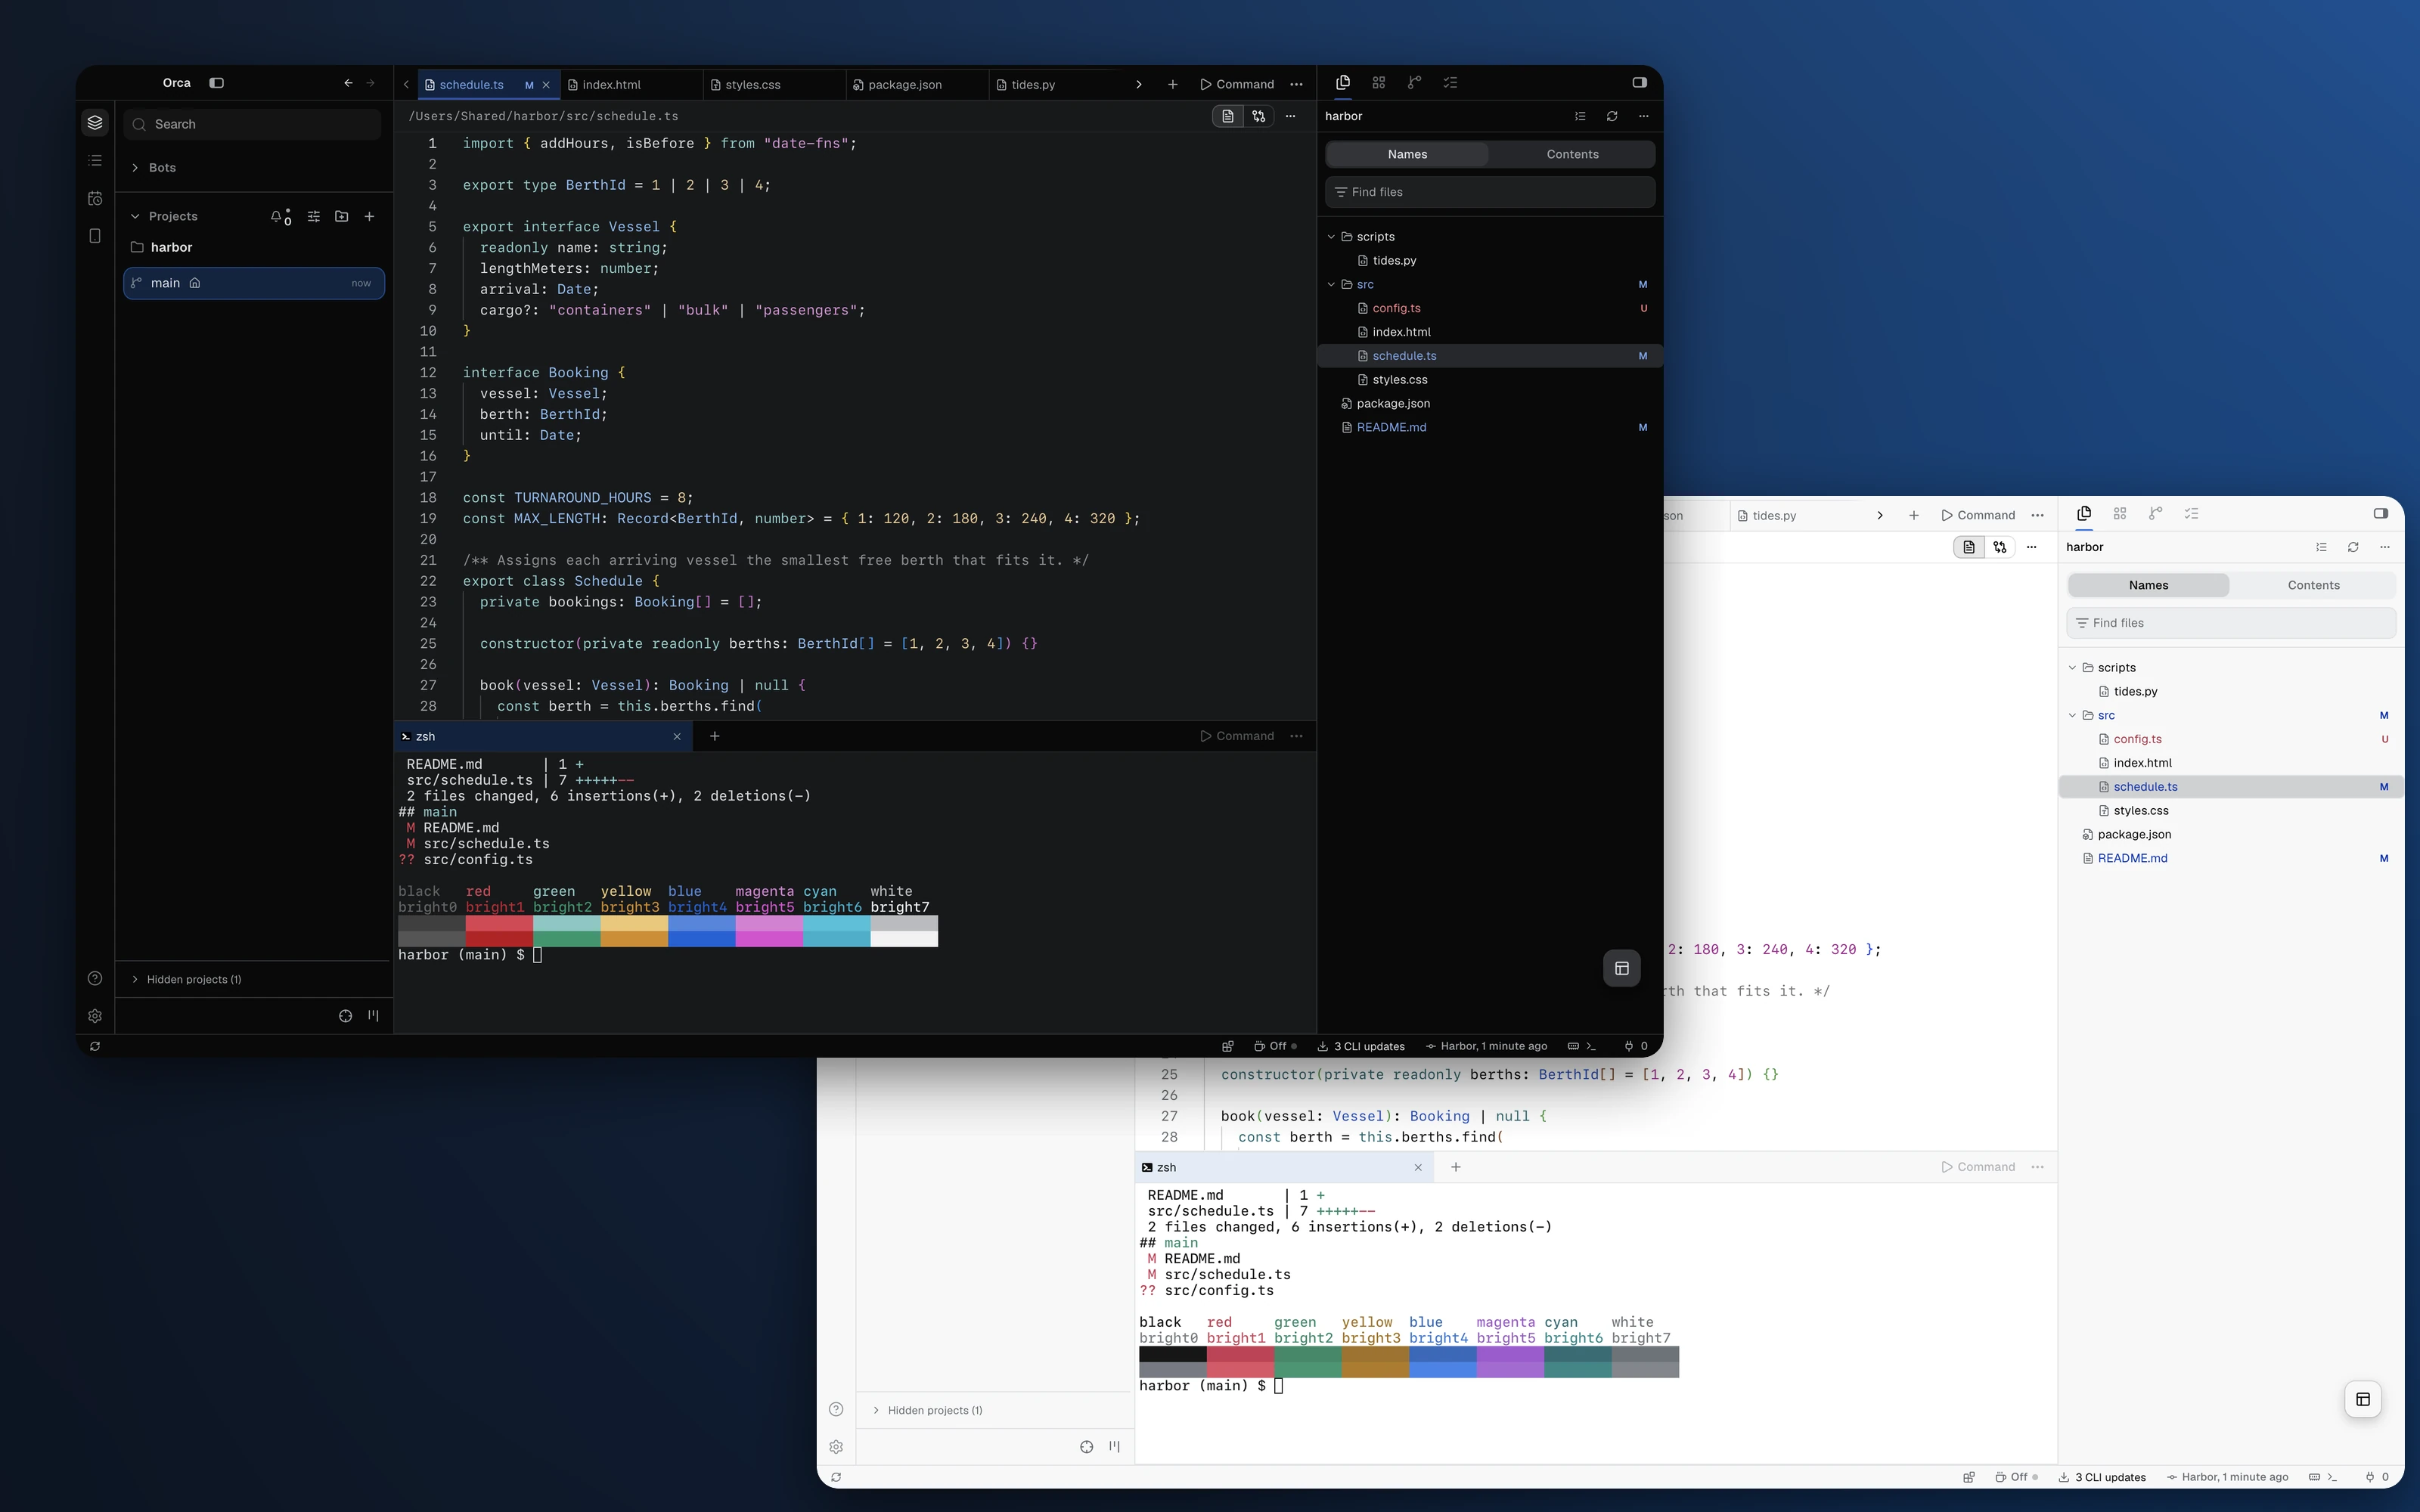 Orca
Search
Bots
Projects
0
harbor
main
now
Hidden projects (1)
schedule.ts M
index.html
styles.css
package.json
tides.py
Command
/Users/Shared/harbor/src/schedule.ts
1 import { addHours, isBefore } from "date-fns";
2
3 export type BerthId = 1 | 2 | 3 | 4;
4
5 export interface Vessel {
6 readonly name: string;
7 lengthMeters: number;
8 arrival: Date;
9 cargo?: "containers" | "bulk" | "passengers";
10 }
11
12 interface Booking {
13 vessel: Vessel;
14 berth: BerthId;
15 until: Date;
16 }
17
18 const TURNAROUND_HOURS = 8;
19 const MAX_LENGTH: Record<BerthId, number> = { 1: 120, 2: 180, 3: 240, 4: 320 };
20
21 /** Assigns each arriving vessel the smallest free berth that fits it. */
22 export class Schedule {
23 private bookings: Booking[] = [];
24
25 constructor(private readonly berths: BerthId[] = [1, 2, 3, 4]) {}
26
27 book(vessel: Vessel): Booking | null {
28 const berth = this.berths.find(
zsh
Command
README.md | 1 +
src/schedule.ts | 7 +++++--
2 files changed, 6 insertions(+), 2 deletions(-)
## main
M README.md
M src/schedule.ts
?? src/config.ts
black red green yellow blue magenta cyan white
bright0 bright1 bright2 bright3 bright4 bright5 bright6 bright7
harbor (main) $
harbor
Names Contents
Find files
scripts
tides.py
src M
config.ts U
index.html
schedule.ts M
styles.css
package.json
README.md M
Off
3 CLI updates
Harbor, 1 minute ago
0
son
tides.py
Command
2: 180, 3: 240, 4: 320 };
rth that fits it. */
25 constructor(private readonly berths: BerthId[] = [1, 2, 3, 4]) {}
26
27 book(vessel: Vessel): Booking | null {
28 const berth = this.berths.find(
zsh
Command
README.md | 1 +
src/schedule.ts | 7 +++++--
2 files changed, 6 insertions(+), 2 deletions(-)
## main
M README.md
M src/schedule.ts
?? src/config.ts
black red green yellow blue magenta cyan white
bright0 bright1 bright2 bright3 bright4 bright5 bright6 bright7
harbor (main) $
Hidden projects (1)
harbor
Names Contents
Find files
scripts
tides.py
src M
config.ts U
index.html
schedule.ts M
styles.css
package.json
README.md M
Off
3 CLI updates
Harbor, 1 minute ago
0